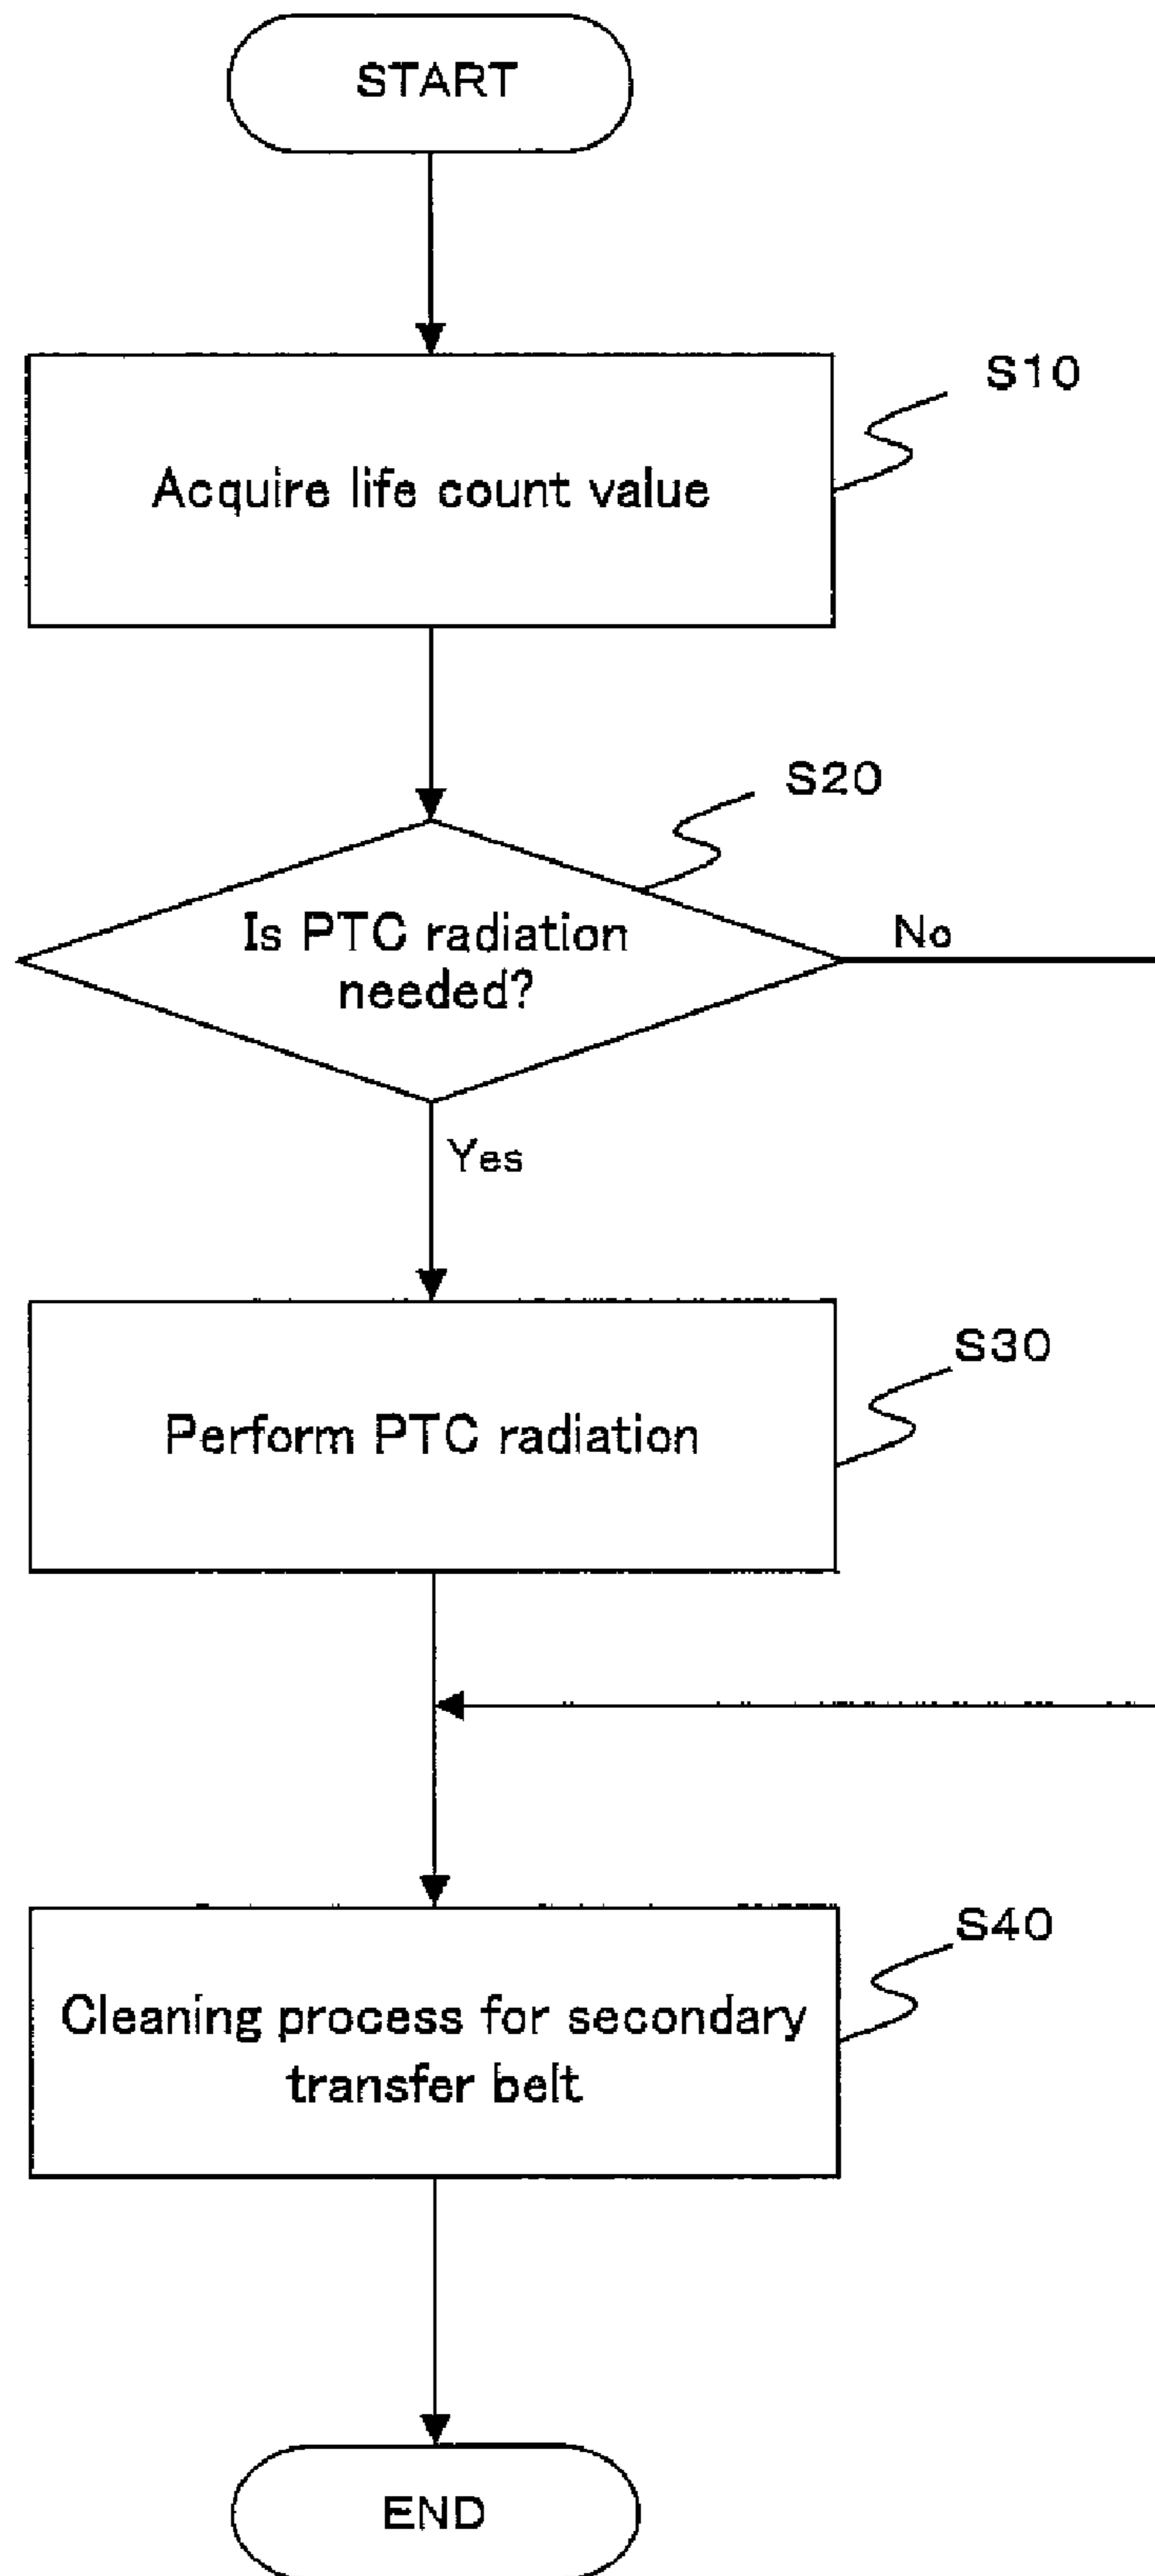 START
S10
Acquire life count value
S20
Is PTC radiation
needed?
No
Yes
S30
Perform PTC radiation
S40
Cleaning process for secondary
transfer belt
END